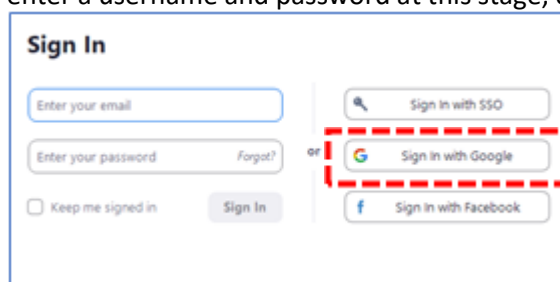 enter a username and password at this stage,
Sign In
Enter your email
Enter your password Forgot?
Keep me signed in Sign In
or
Sign In with SSO
Sign In with Google
Sign In with Facebook